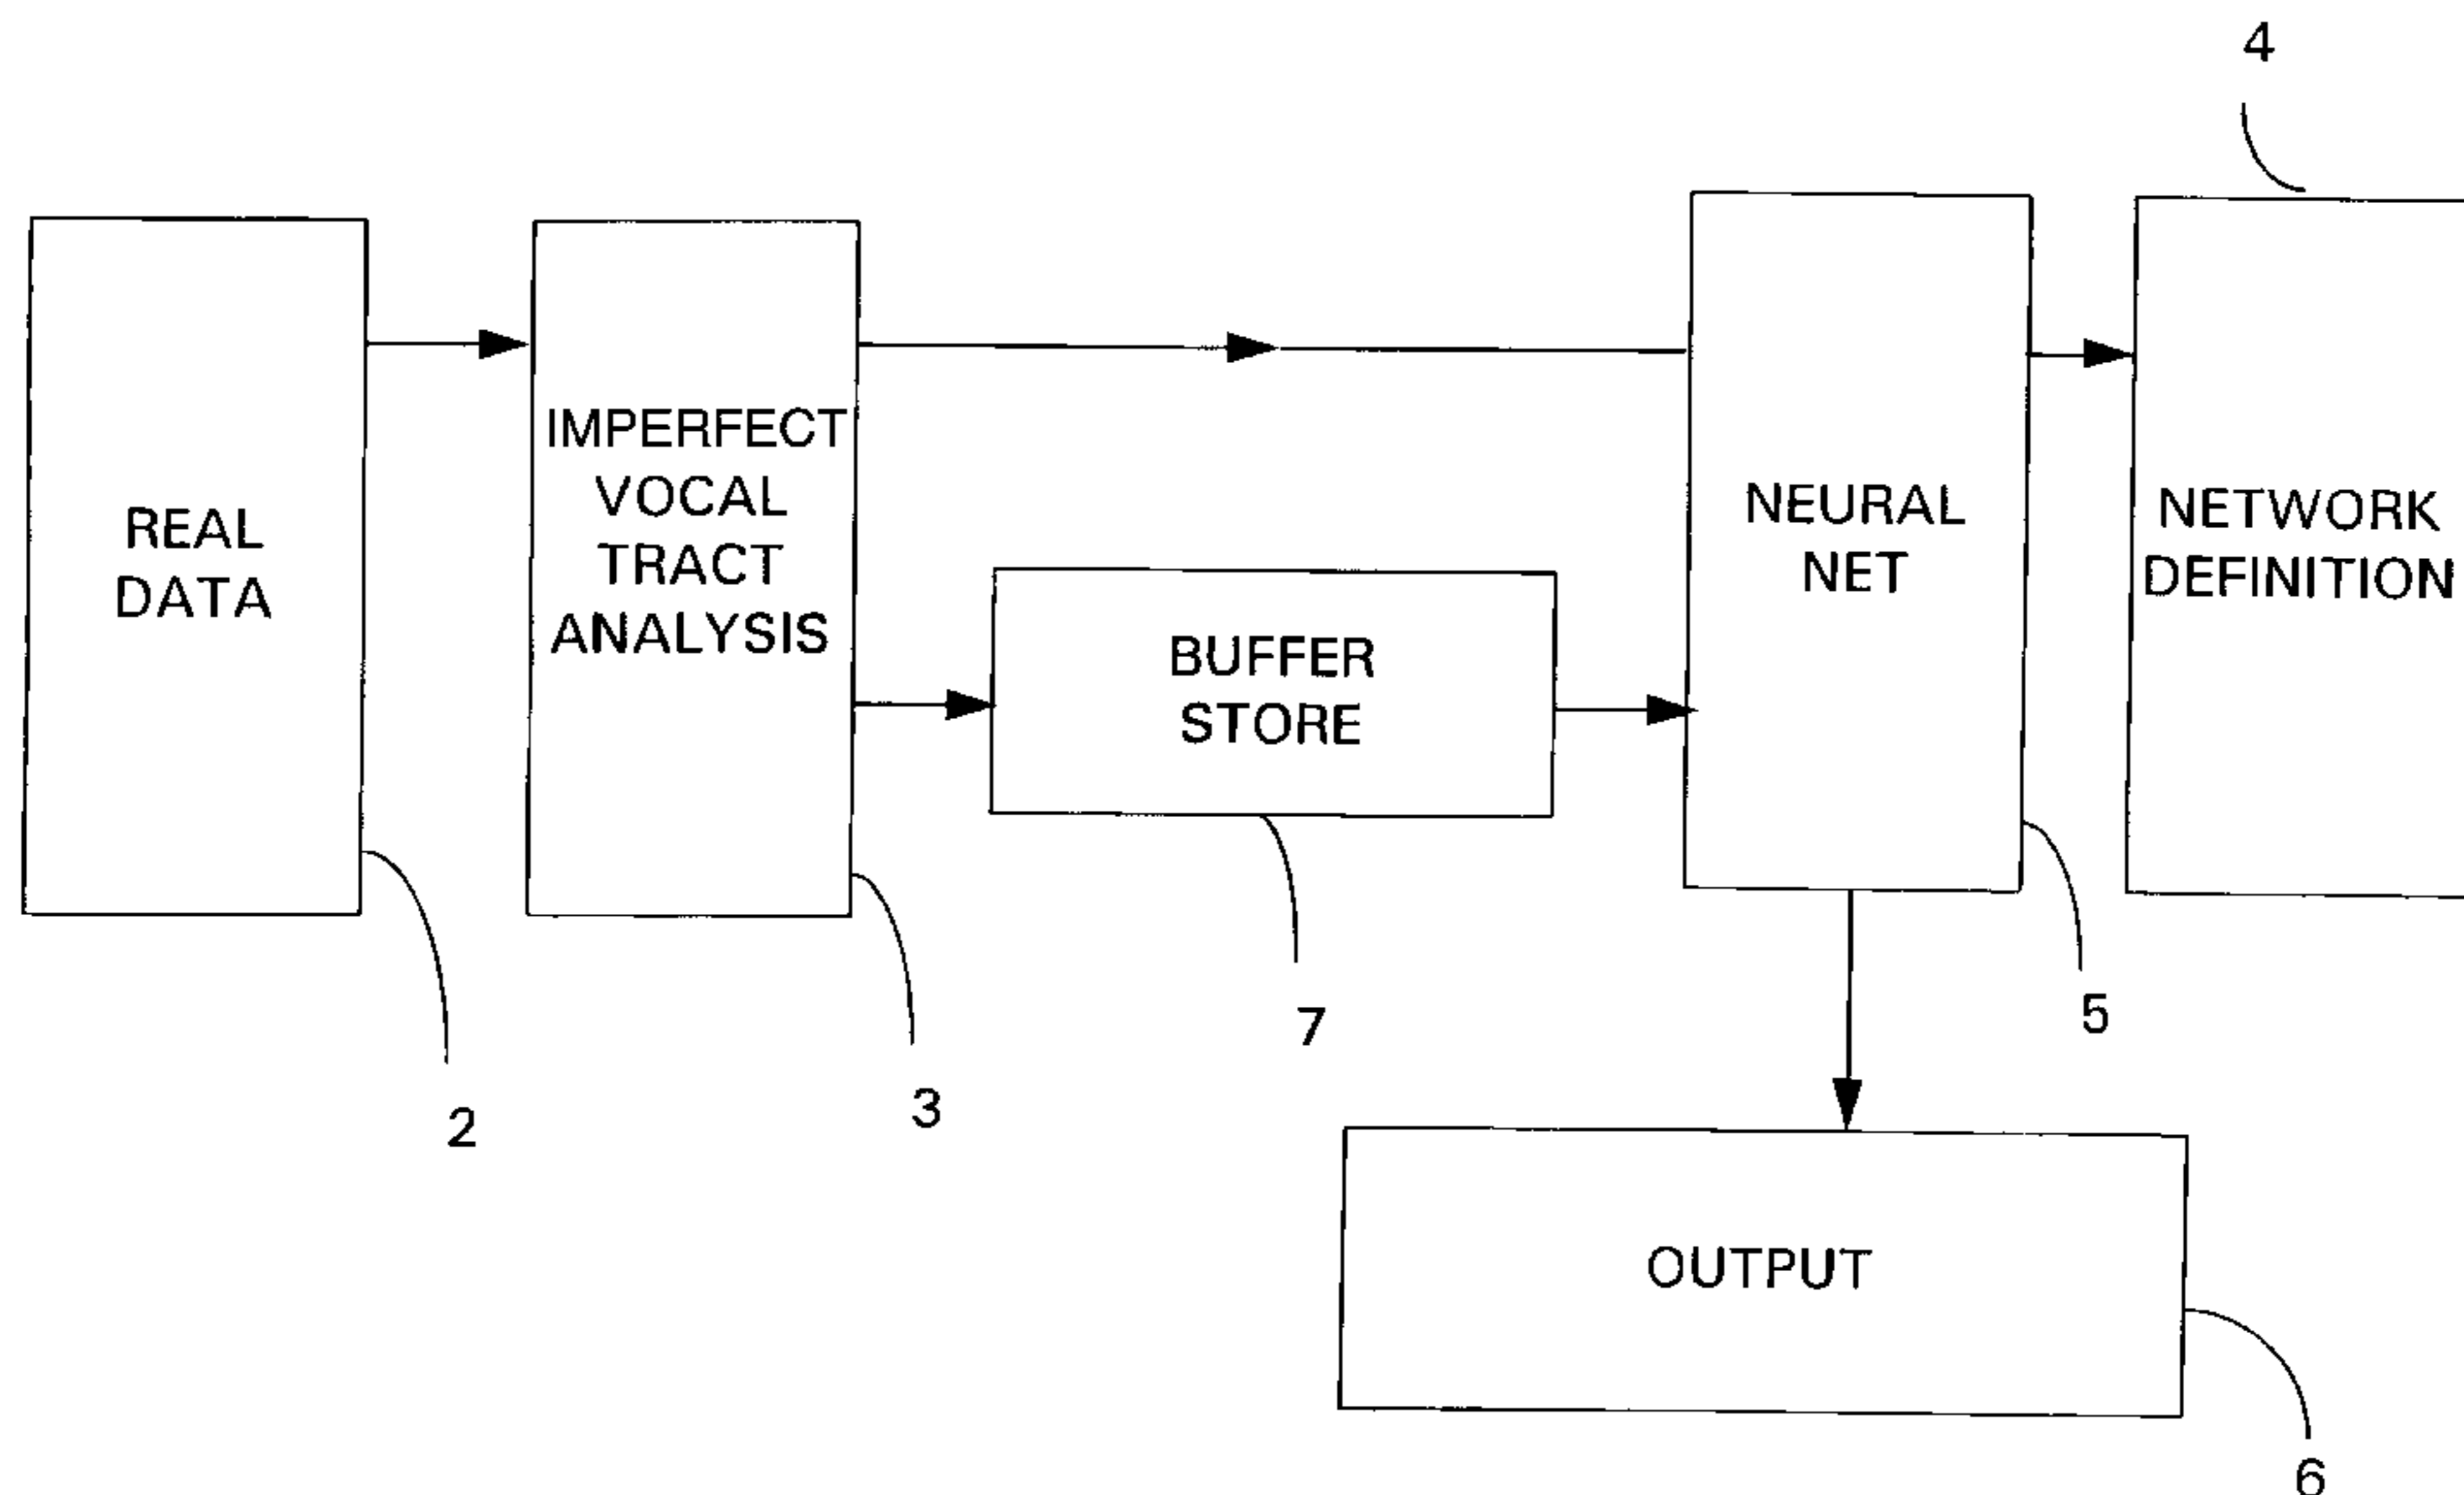 4
REAL
DATA
IMPERFECT
VOCAL
TRACT
ANALYSIS
BUFFER
STORE
NEURAL
NET
NETWORK
DEFINITION
2
3
7
5
OUTPUT
6